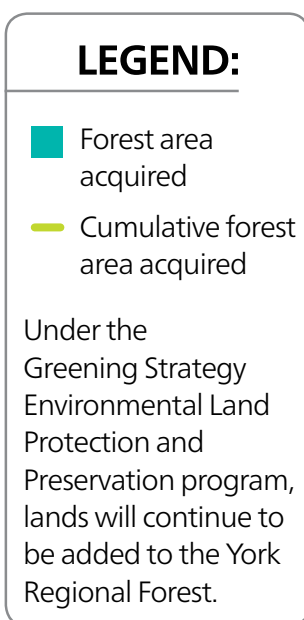 LEGEND:
Forest area
acquired
Cumulative forest
area acquired
Under the
Greening Strategy
Environmental Land
Protection and
Preservation program,
lands will continue to
be added to the York
Regional Forest.